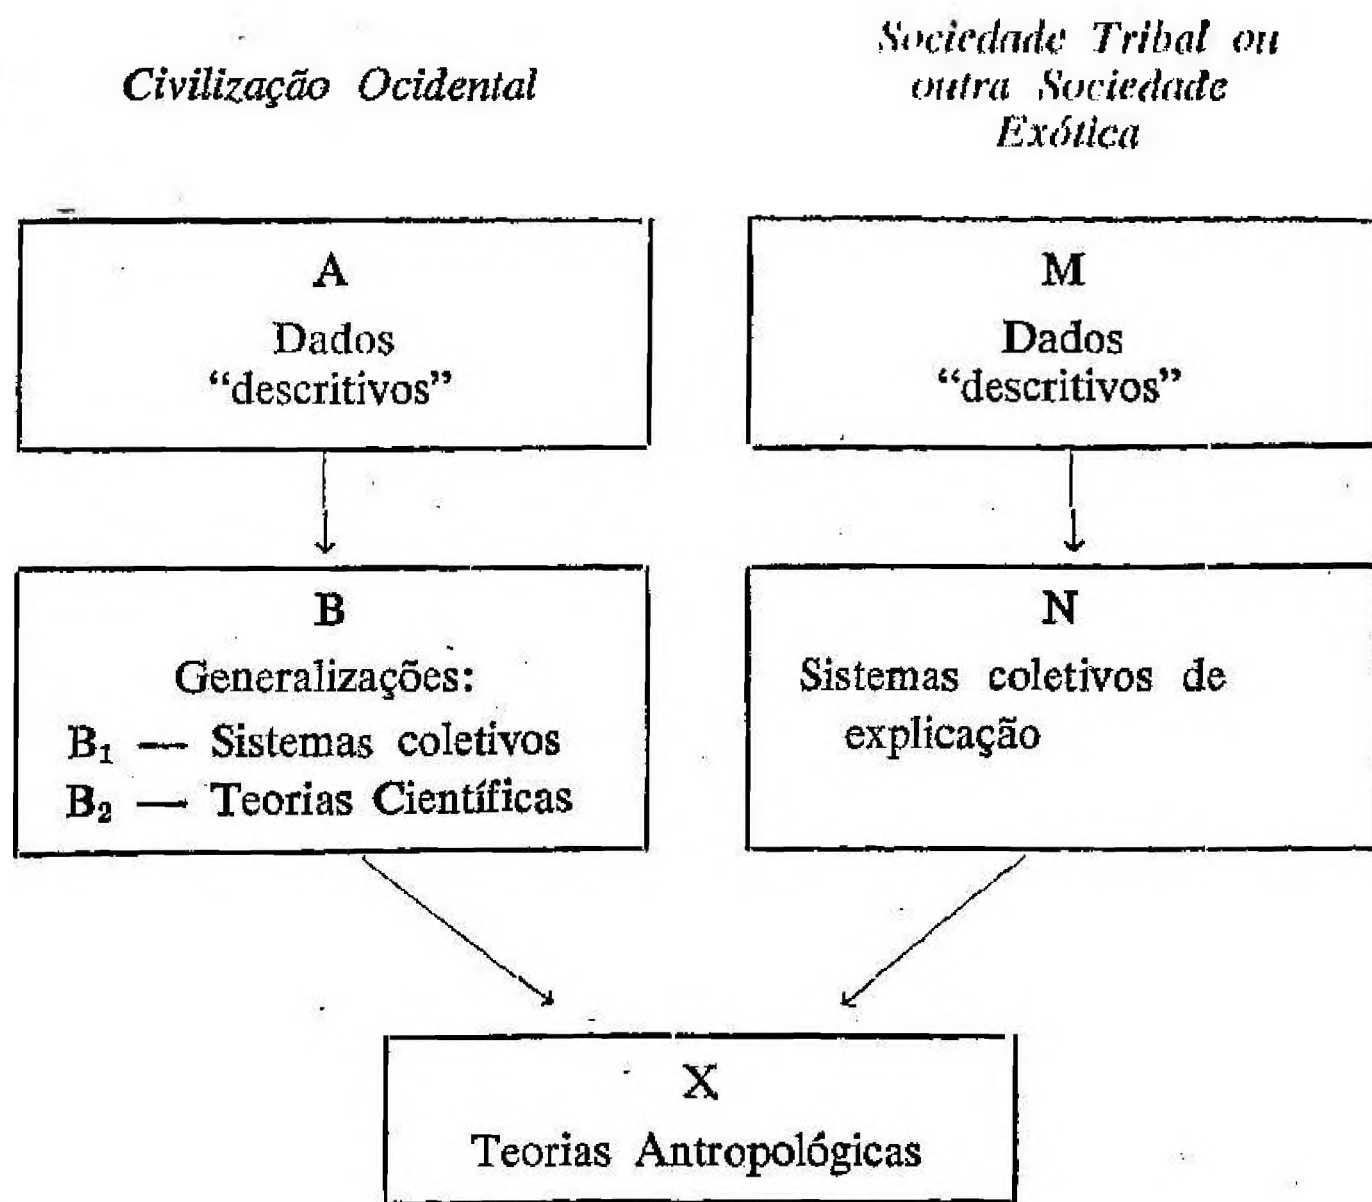 Civilização Ocidental
Sociedade Tribal ou
outra Sociedade
Exótica
A
Dados
“descritivos”
M
Dados
“descritivos”
B
Generalizações:
B₁ — Sistemas coletivos
B₂ — Teorias Científicas
N
Sistemas coletivos de
explicação
X
Teorias Antropológicas